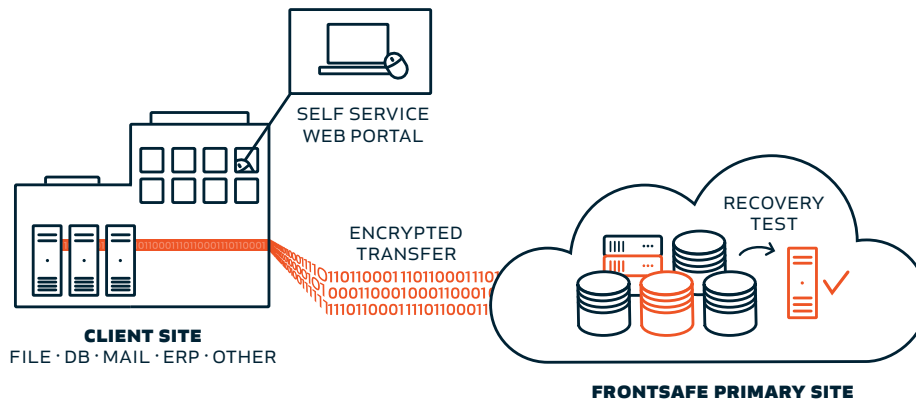 SELF SERVICE
WEB PORTAL
ENCRYPTED
TRANSFER
RECOVERY
TEST
CLIENT SITE
FILE · DB · MAIL · ERP · OTHER
FRONTSAFE PRIMARY SITE